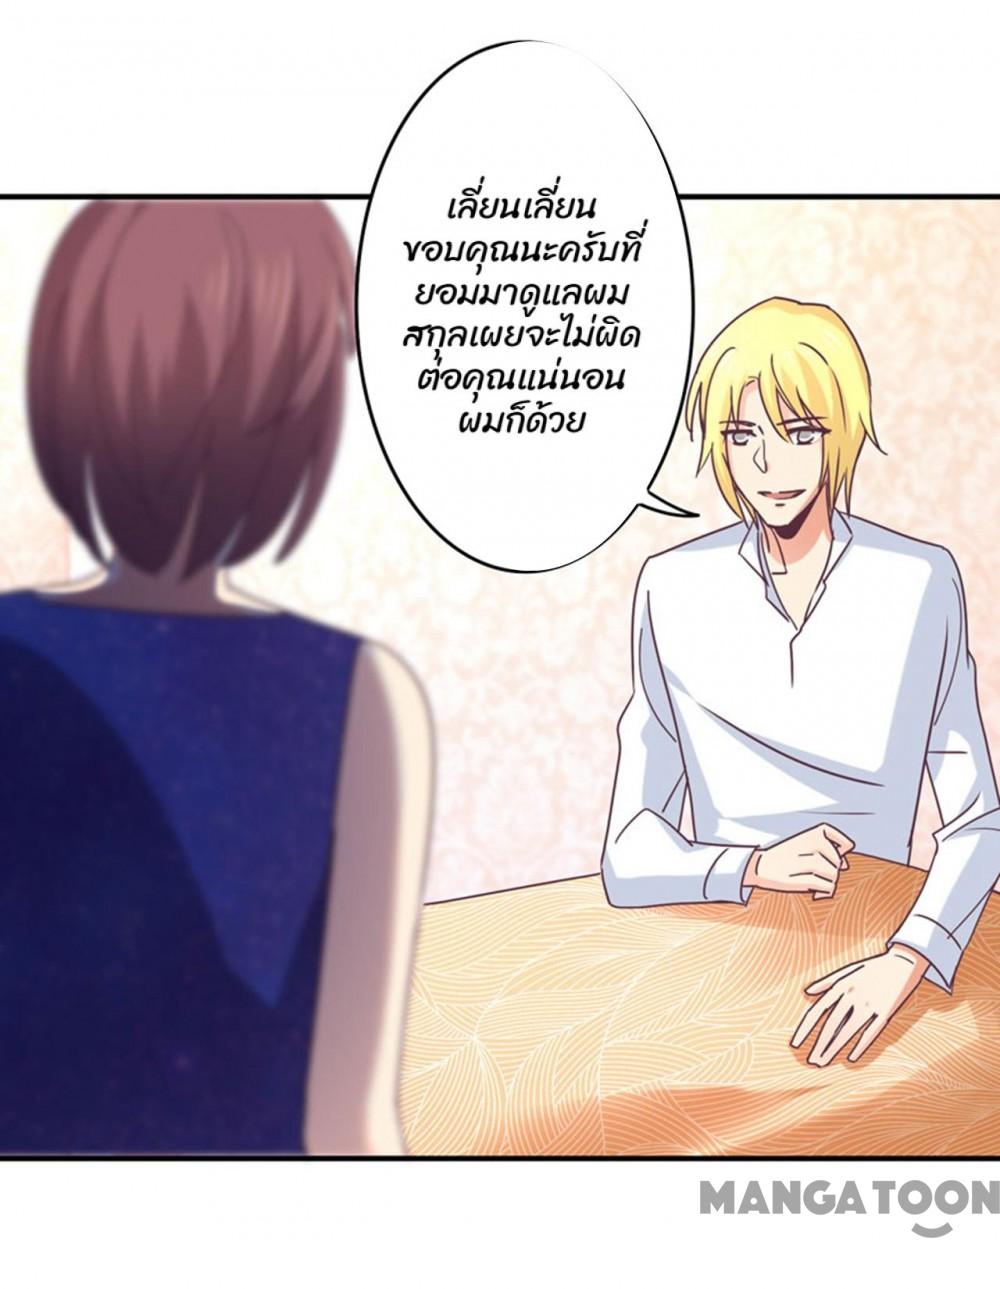 เลี่ยนเลี่ยน
ขอบคุณนะครับที่
ยอมมาดูแลผม
สกุลเผยจะไม่ผิด
ต่อคุณแน่นอน
ผมก็ด้วย
MANGATOON